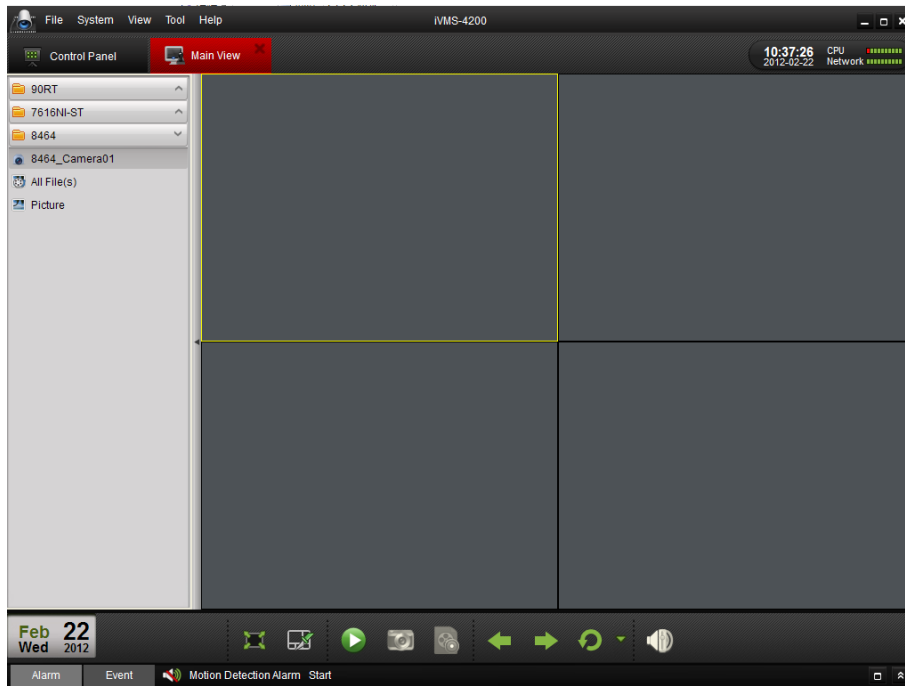 File System View Tool Help iVMS-4200
Control Panel Main View 10:37:26 CPU
2012-02-22 Network
90RT
7616NI-ST
8464
8464_Camera01
All File(s)
Picture
Feb 22
Wed 2012
Alarm Event Motion Detection Alarm Start